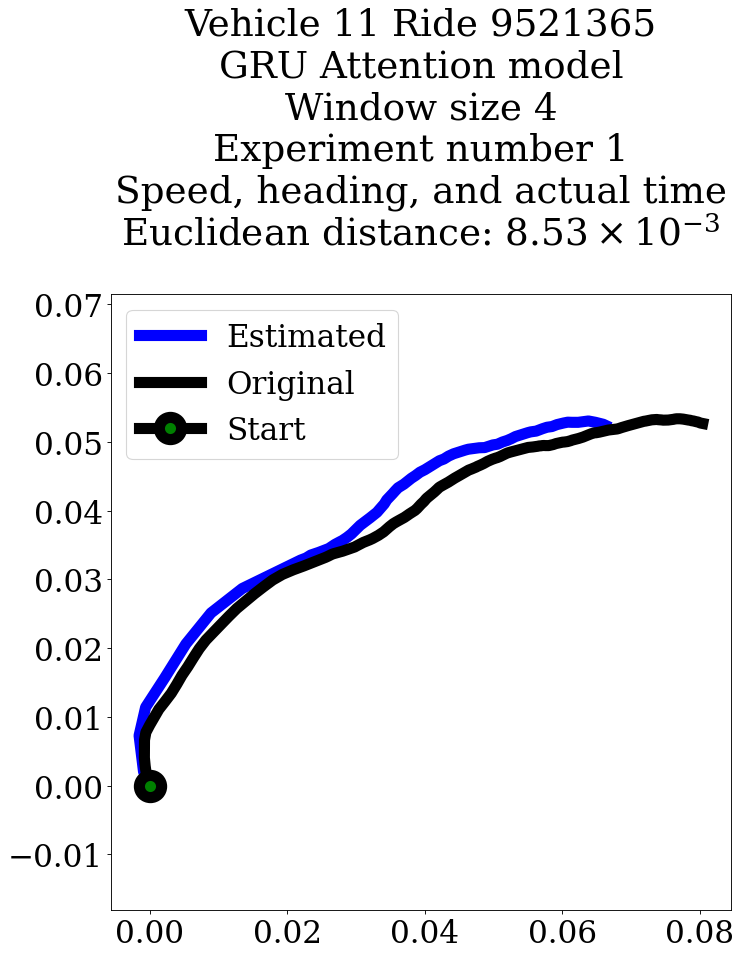 Vehicle 11 Ride 9521365
GRU Attention model
Window size 4
Experiment number 1
Speed, heading, and actual time
Euclidean distance: 8.53 × 10⁻³
0.07
0.06
0.05
0.04
0.03
0.02
0.01
0.00
−0.01
Estimated
Original
Start
0.00 0.02 0.04 0.06 0.08